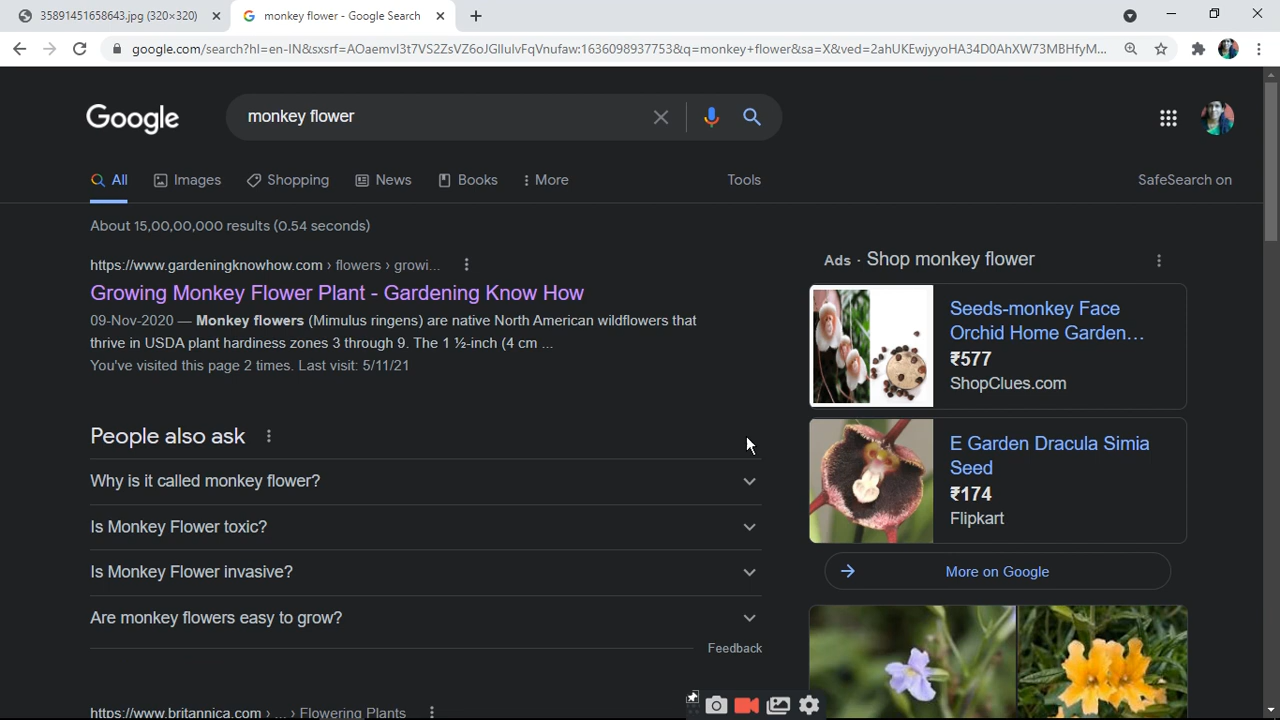 35891451658643.jpg (320×320)
monkey flower - Google Search
google.com/search?hl=en-IN&sxsrf=AOaemvI3t7VS2ZsVZ6oJGlIulvFqVnufaw:1636098937753&q=monkey+flower&sa=X&ved=2ahUKEwjyyoHA34D0AhXW73MBHfyM...
Google
monkey flower
All
Images
Shopping
News
Books
More
Tools
SafeSearch on
About 15,00,00,000 results (0.54 seconds)
https://www.gardeningknowhow.com › flowers › growi...
Growing Monkey Flower Plant - Gardening Know How
09-Nov-2020 — Monkey flowers (Mimulus ringens) are native North American wildflowers that
thrive in USDA plant hardiness zones 3 through 9. The 1 ½-inch (4 cm ...
You've visited this page 2 times. Last visit: 5/11/21
People also ask
Why is it called monkey flower?
Is Monkey Flower toxic?
Is Monkey Flower invasive?
Are monkey flowers easy to grow?
Feedback
https://www.britannica.com › ... › Flowering Plants
Ads · Shop monkey flower
Seeds-monkey Face
Orchid Home Garden...
₹577
ShopClues.com
E Garden Dracula Simia
Seed
₹174
Flipkart
More on Google